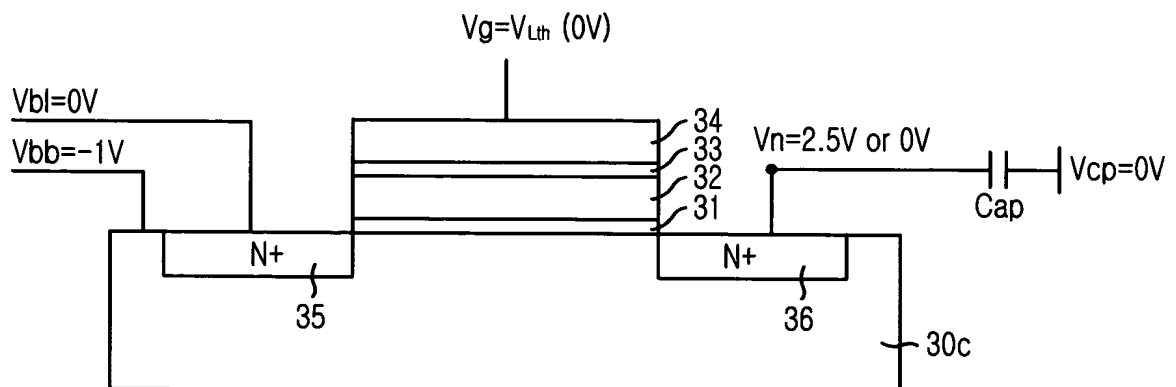 Vg=VLth (0V)
Vbl=0V
34
Vn=2.5V or 0V
33
Vbb=-1V
32
Vcp=0V
31
Cap
N+
N+
35
36
30c